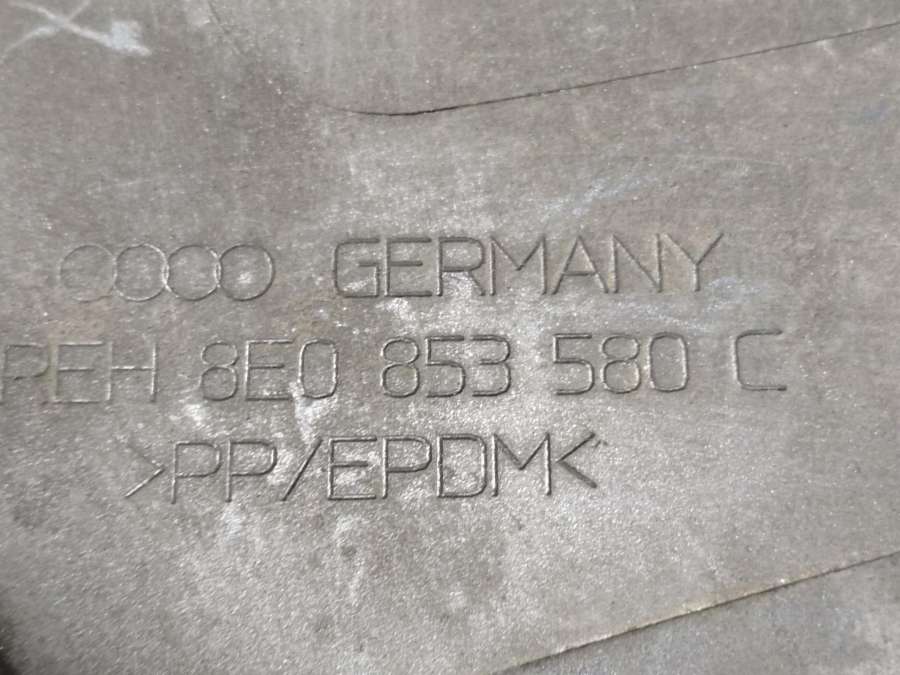 GERMANY
REH 8E0 853 580 C
>PP/EPDM<